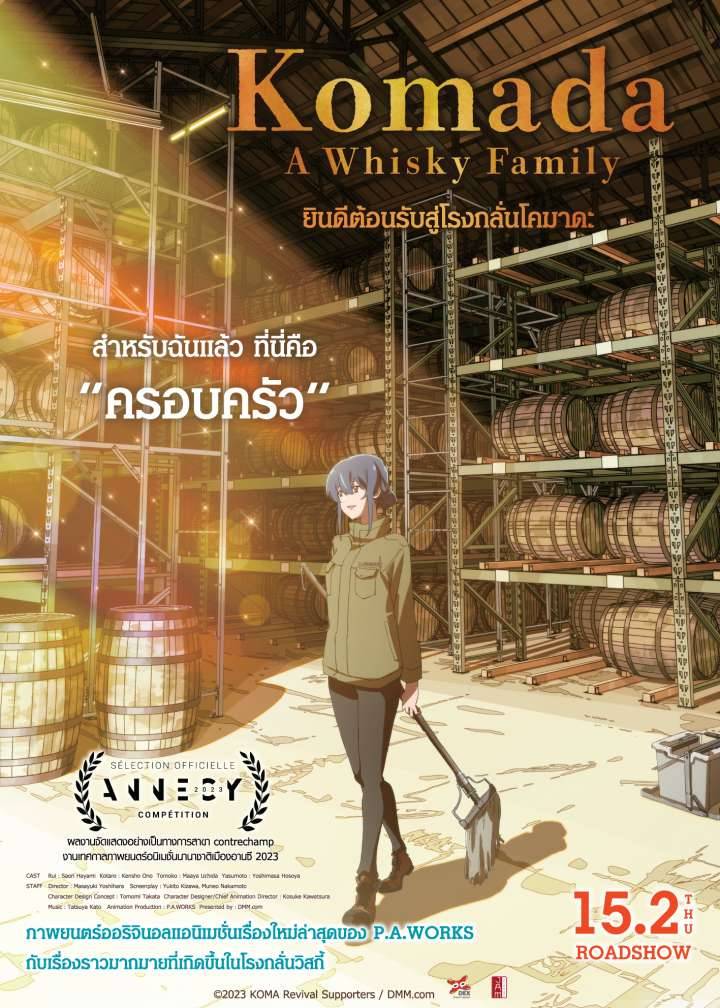 Komada
A Whisky Family
ยินดีต้อนรับสู่โรงกลั่นโคมาดะ
สำหรับฉันแล้ว ที่นี่คือ
“ครอบครัว“
SÉLECTION OFFICIELLE
ANNECY
2023
COMPÉTITION
ผลงานจัดแสดงอย่างเป็นทางการสาขา contrechamp
งานเทศกาลภาพยนตร์อนิเมชั่นนานาชาติเมืองอานซี 2023
CAST Rui : Saori Hayami Kotaro : Kensho Ono Tomoko : Maaya Uchida Yasumoto : Yoshimasa Hosoya
STAFF Director : Masayuki Yoshihara Screenplay : Yukito Kizawa, Muneo Nakamoto
Character Design Concept : Tomomi Takata Character Designer/Chief Animation Director : Kosuke Kawatsura
Music : Tatsuya Kato Animation Production : P.A.WORKS Presented by : DMM.com
ภาพยนตร์ออริจินอลแอนิเมชั่นเรื่องใหม่ล่าสุดของ P.A.WORKS
กับเรื่องราวมากมายที่เกิดขึ้นในโรงกลั่นวิสกี้
15.2 THU
ROADSHOW
©2023 KOMA Revival Supporters / DMM.com
DEX